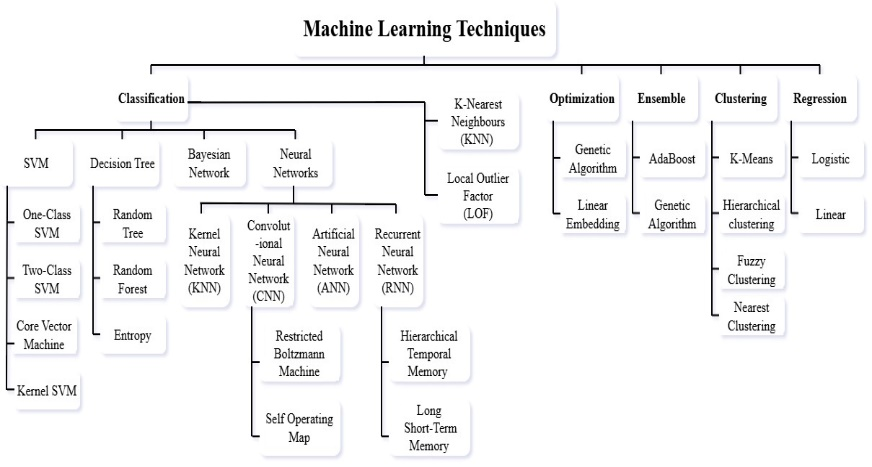 Machine Learning Techniques
Classification
Optimization
Ensemble
Clustering
Regression
K-Nearest
Neighbours
(KNN)
Local Outlier
Factor
(LOF)
SVM
Decision Tree
Bayesian
Network
Neural
Networks
One-Class
SVM
Two-Class
SVM
Core Vector
Machine
Kernel SVM
Random
Tree
Random
Forest
Entropy
Kernel
Neural
Network
(KNN)
Convolut
-ional
Neural
Network
(CNN)
Artificial
Neural
Network
(ANN)
Recurrent
Neural
Network
(RNN)
Restricted
Boltzmann
Machine
Self Operating
Map
Hierarchical
Temporal
Memory
Long
Short-Term
Memory
Genetic
Algorithm
Linear
Embedding
AdaBoost
Genetic
Algorithm
K-Means
Hierarchical
clustering
Fuzzy
Clustering
Nearest
Clustering
Logistic
Linear